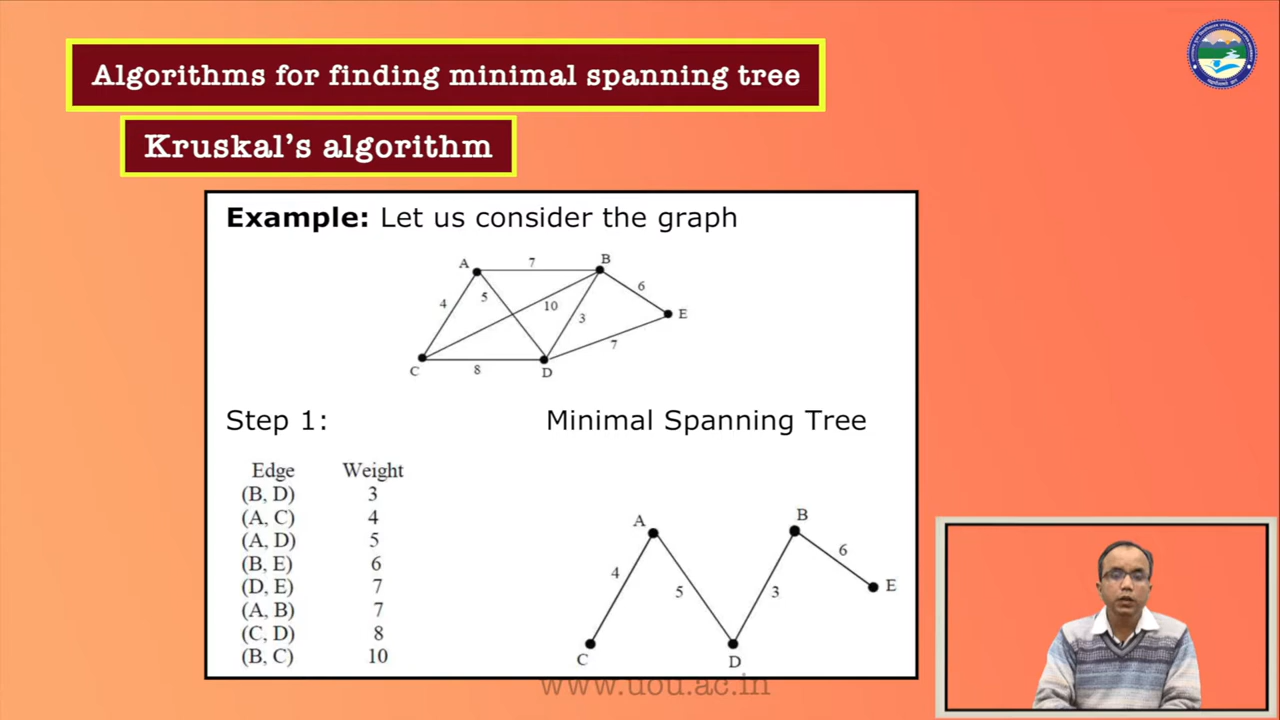 Algorithms for finding minimal spanning tree
Kruskal's algorithm
Example: Let us consider the graph
A 7 B
4 5 10 3 6 E
7
C 8 D
Step 1: Minimal Spanning Tree
Edge Weight
(B, D) 3
(A, C) 4
(A, D) 5
(B, E) 6
(D, E) 7
(A, B) 7
(C, D) 8
(B, C) 10
A B
6
4 5 3 E
C D
www.uou.ac.in